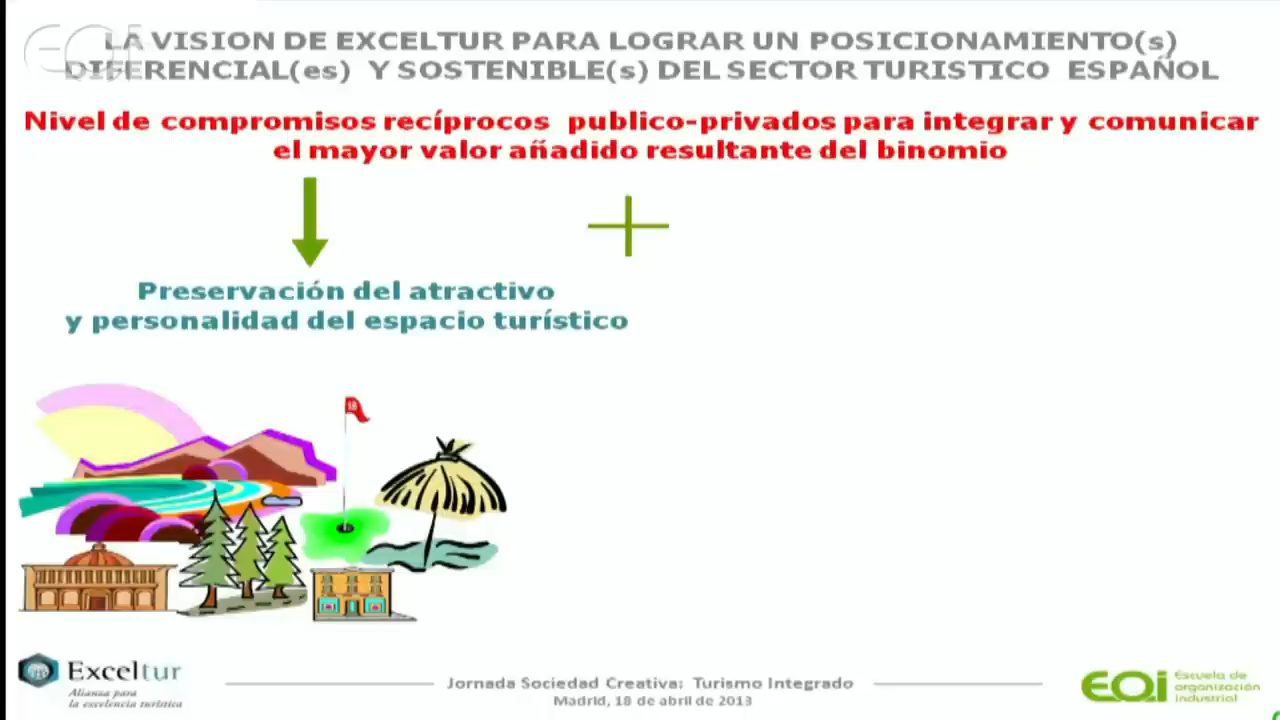 EOi
LA VISION DE EXCELTUR PARA LOGRAR UN POSICIONAMIENTO(s)
DIFERENCIAL(es) Y SOSTENIBLE(s) DEL SECTOR TURISTICO ESPAÑOL
Nivel de compromisos recíprocos publico-privados para integrar y comunicar
el mayor valor añadido resultante del binomio
Preservación del atractivo
y personalidad del espacio turístico
18
Exceltur
Alianza para
la excelencia turística
Jornada Sociedad Creativa: Turismo Integrado
Madrid, 18 de abril de 2013
EOi
Escuela de
organización
industrial